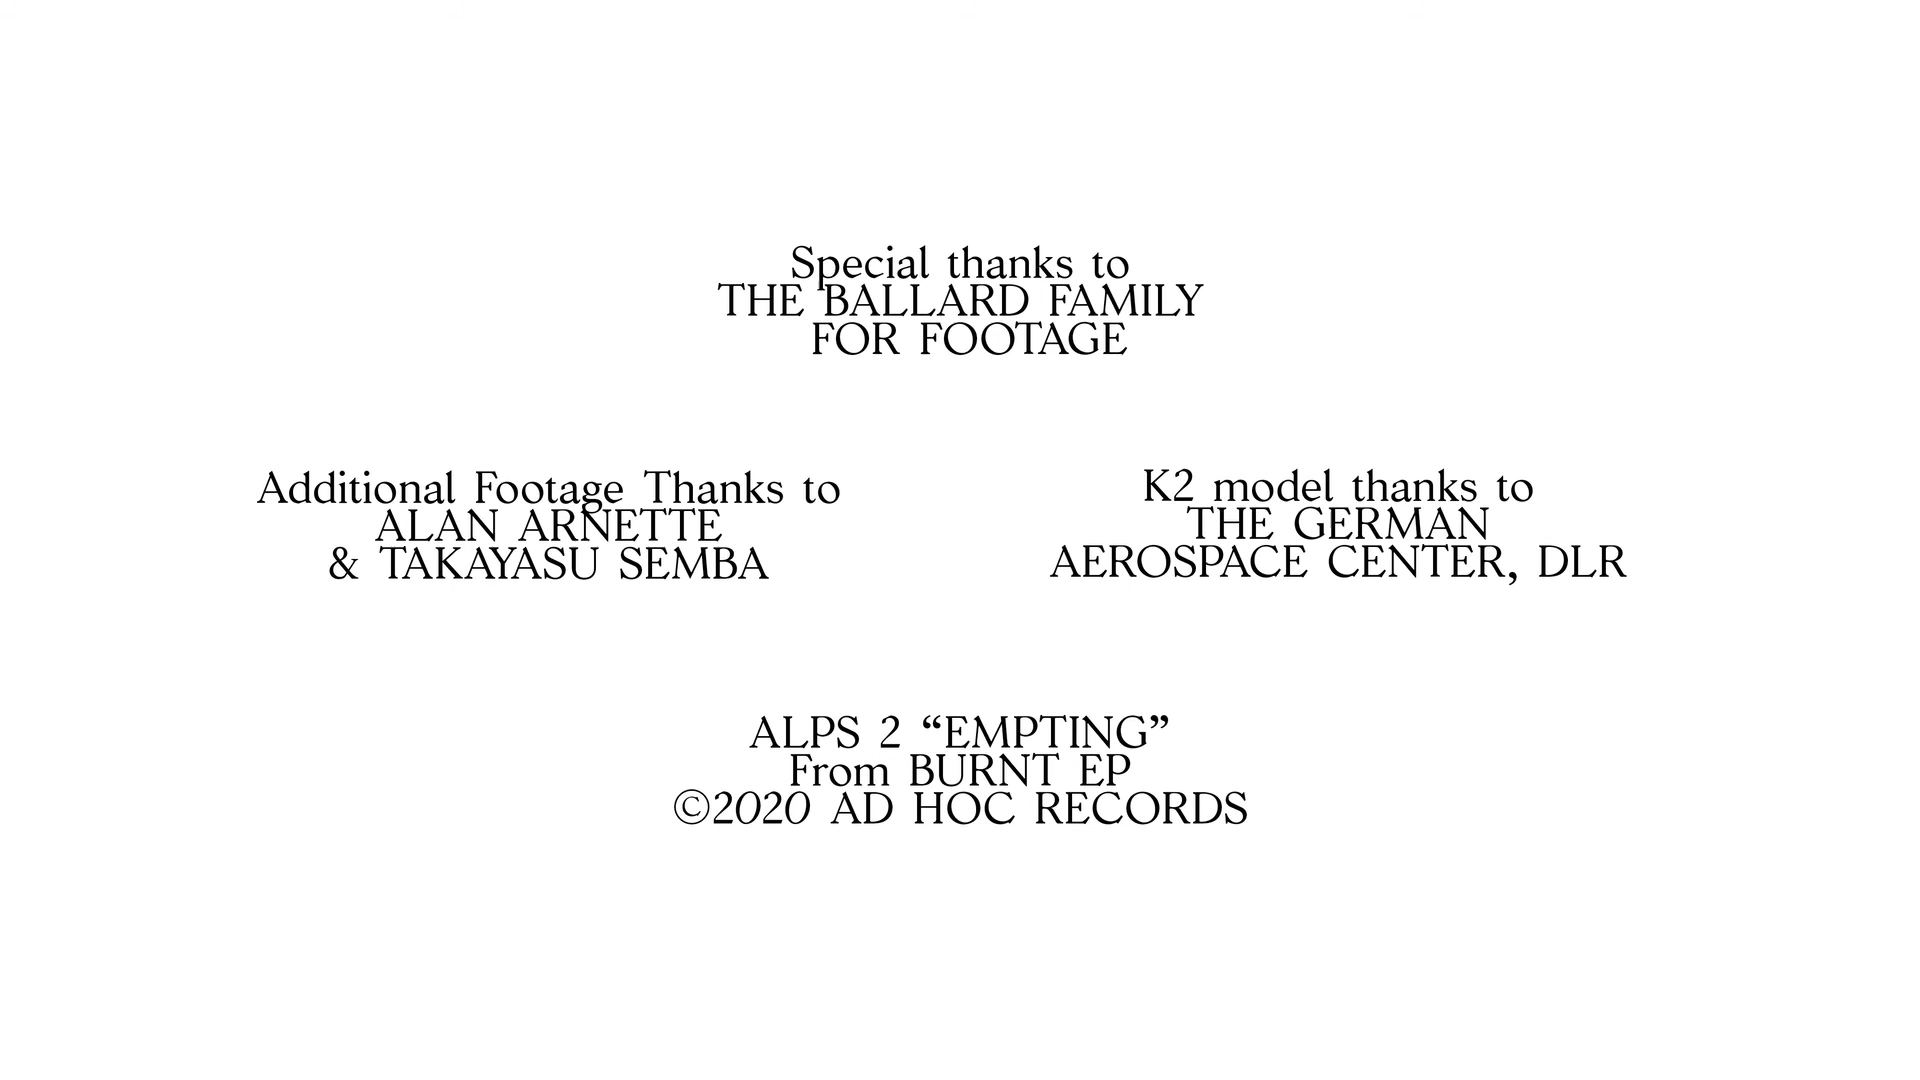 Special thanks to
THE BALLARD FAMILY
FOR FOOTAGE
Additional Footage Thanks to
ALAN ARNETTE
& TAKAYASU SEMBA
K2 model thanks to
THE GERMAN
AEROSPACE CENTER, DLR
ALPS 2 “EMPTING”
From BURNT EP
©2020 AD HOC RECORDS